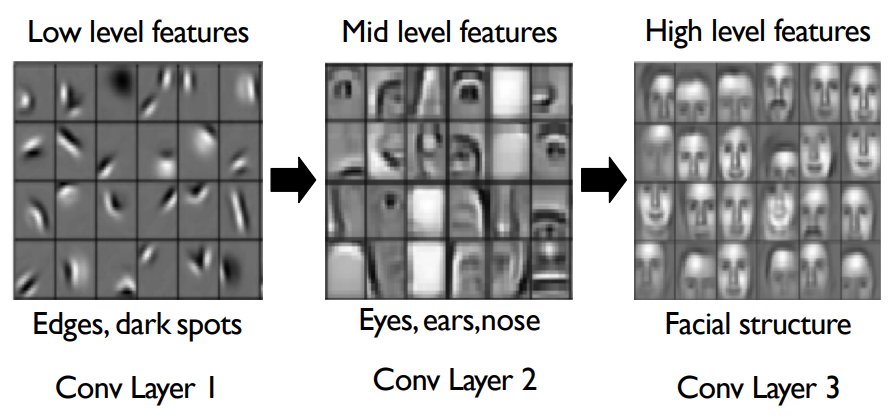 Low level features
Mid level features
High level features
Edges, dark spots
Eyes, ears,nose
Facial structure
Conv Layer 1
Conv Layer 2
Conv Layer 3